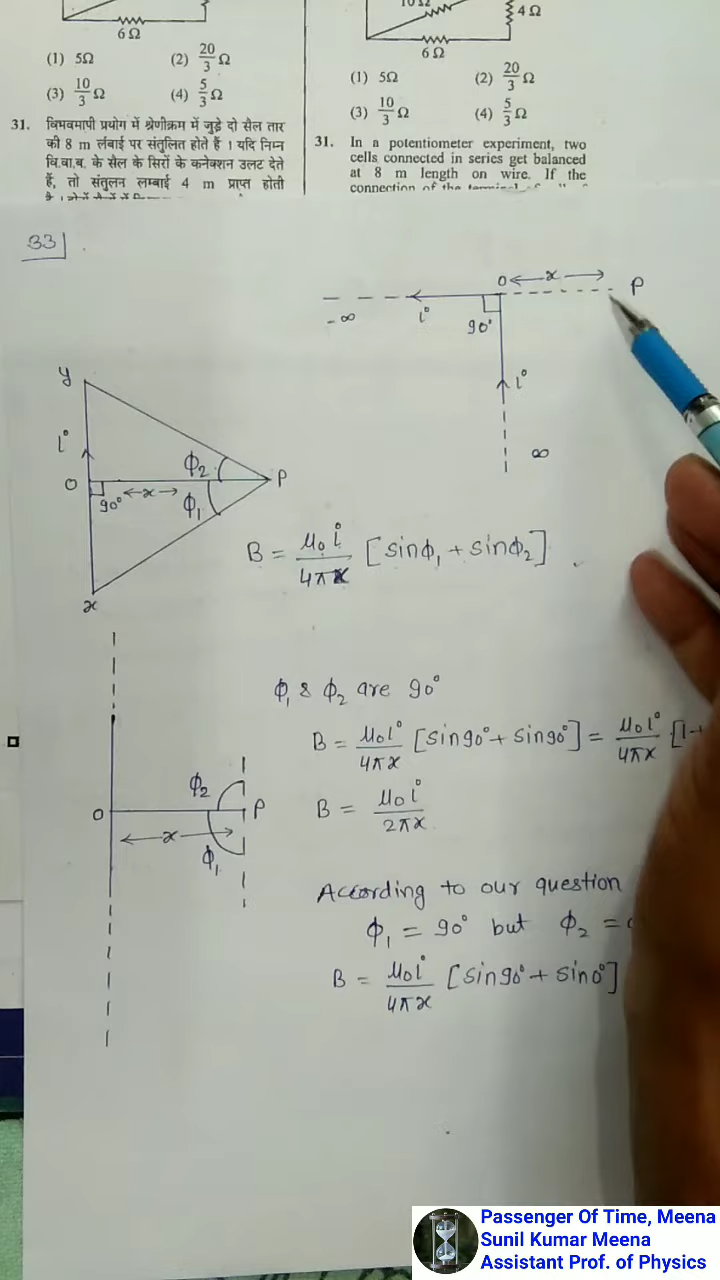 6Ω
(1) 5Ω (2) 20/3 Ω
(3) 10/3 Ω (4) 5/3 Ω
31. विभवमापी प्रयोग में श्रेणीक्रम में जुड़े दो सैल तार
की 8 m लंबाई पर संतुलित होते हैं । यदि निम्न
वि.वा.ब. के सैल के सिरों के कनेक्शन उलट देते
हैं, तो संतुलन लम्बाई 4 m प्राप्त होती
10Ω
4Ω
6Ω
(1) 5Ω (2) 20/3 Ω
(3) 10/3 Ω (4) 5/3 Ω
31. In a potentiometer experiment, two
cells connected in series get balanced
at 8 m length on wire. If the
connection of the
33
O x P
-∞ i 90°
i
∞
y
i
O 90° x ϕ2 ϕ1 P
x
B = μ0 i / 4πx [sinϕ1 + sinϕ2]
ϕ1 & ϕ2 are 90°
B = μ0 i / 4πx [sin90° + sin90°] = μ0 i / 4πx [1+
B = μ0 i / 2πx
O x ϕ2 ϕ1 P
According to our question
ϕ1 = 90° but ϕ2 =
B = μ0 i / 4πx [sin90° + sin0°]
Passenger Of Time, Meena
Sunil Kumar Meena
Assistant Prof. of Physics